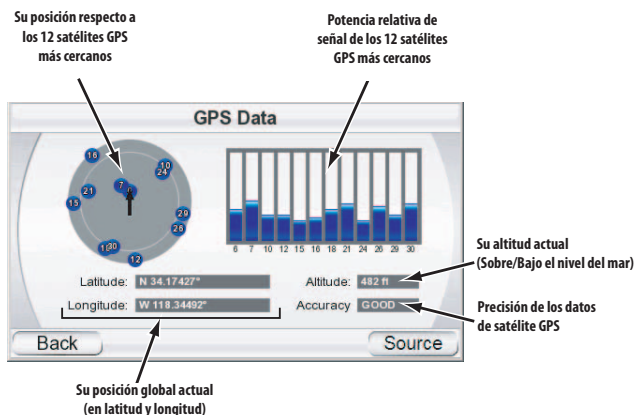 Su posición respecto a
los 12 satélites GPS
más cercanos
Potencia relativa de
señal de los 12 satélites
GPS más cercanos
GPS Data
16
10
24
7
21
15
29
26
30
12
6 7 10 12 15 16 18 21 24 26 29 30
Latitude: N 34.17427°
Altitude: 482 ft
Longitude: W 118.34492°
Accuracy GOOD
Back
Source
Su altitud actual
(Sobre/Bajo el nivel del mar)
Precisión de los datos
de satélite GPS
Su posición global actual
(en latitud y longitud)